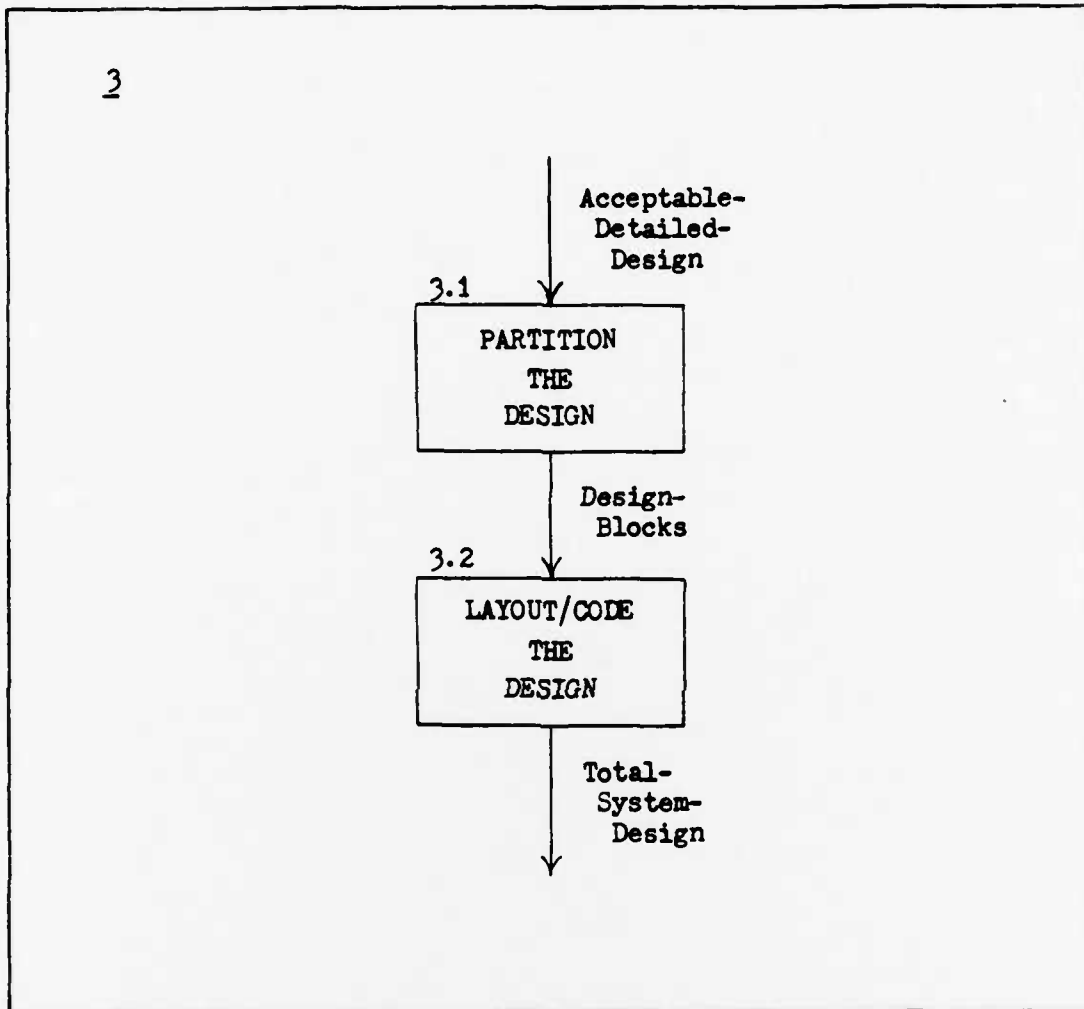 3
Acceptable-
Detailed-
Design
3.1
PARTITION
THE
DESIGN
Design-
Blocks
3.2
LAYOUT/CODE
THE
DESIGN
Total-
System-
Design